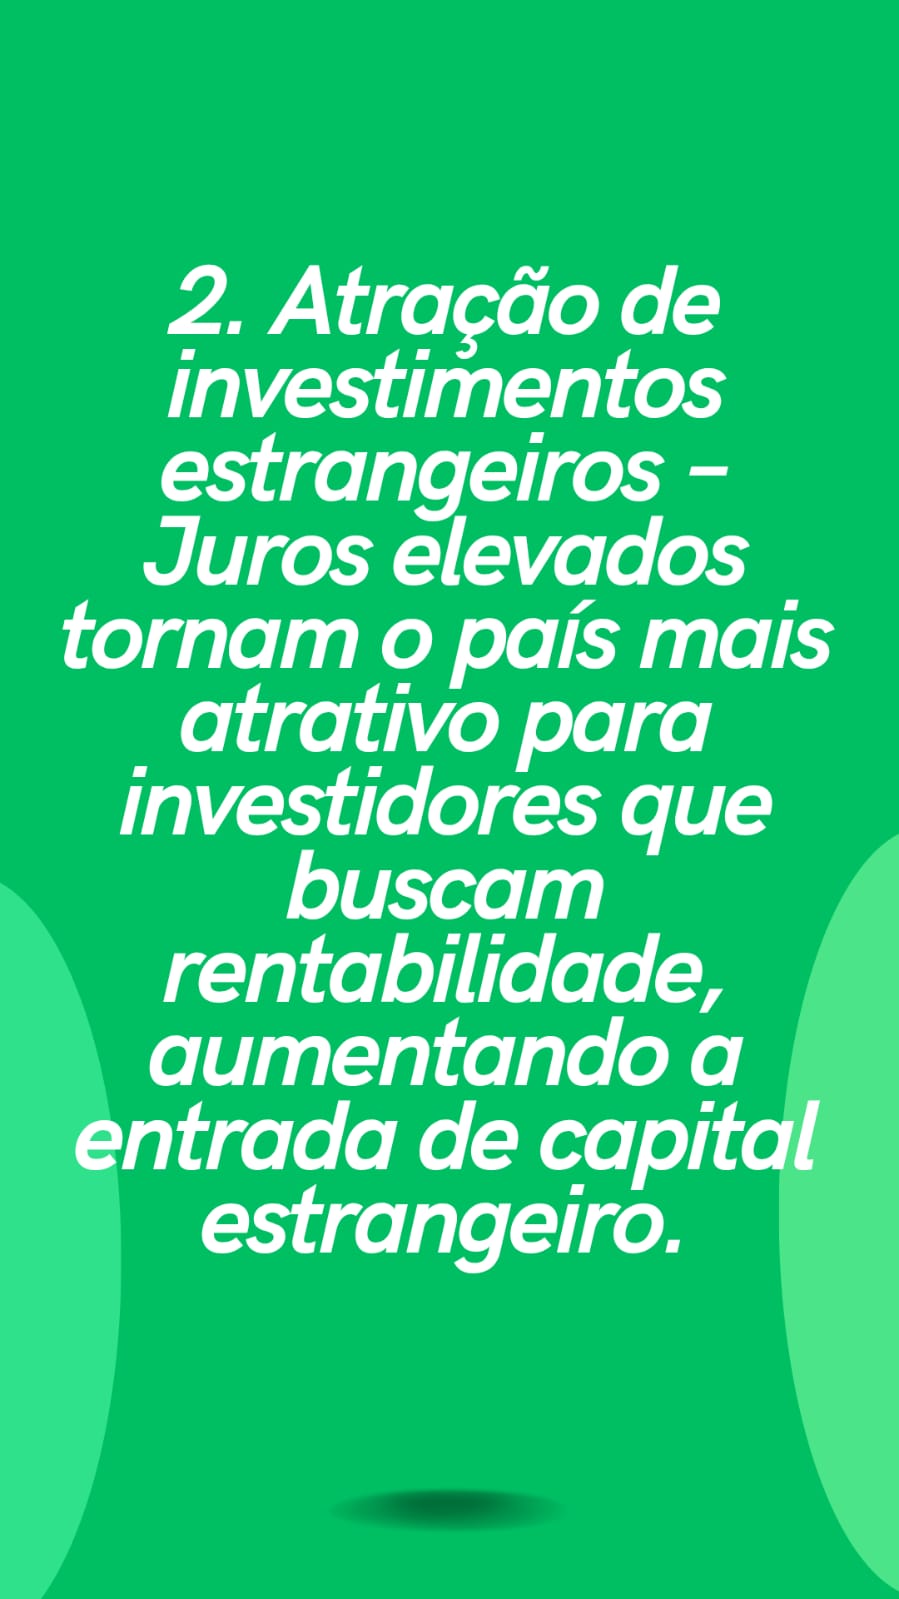 2. Atração de
investimentos
estrangeiros –
Juros elevados
tornam o país mais
atrativo para
investidores que
buscam
rentabilidade,
aumentando a
entrada de capital
estrangeiro.